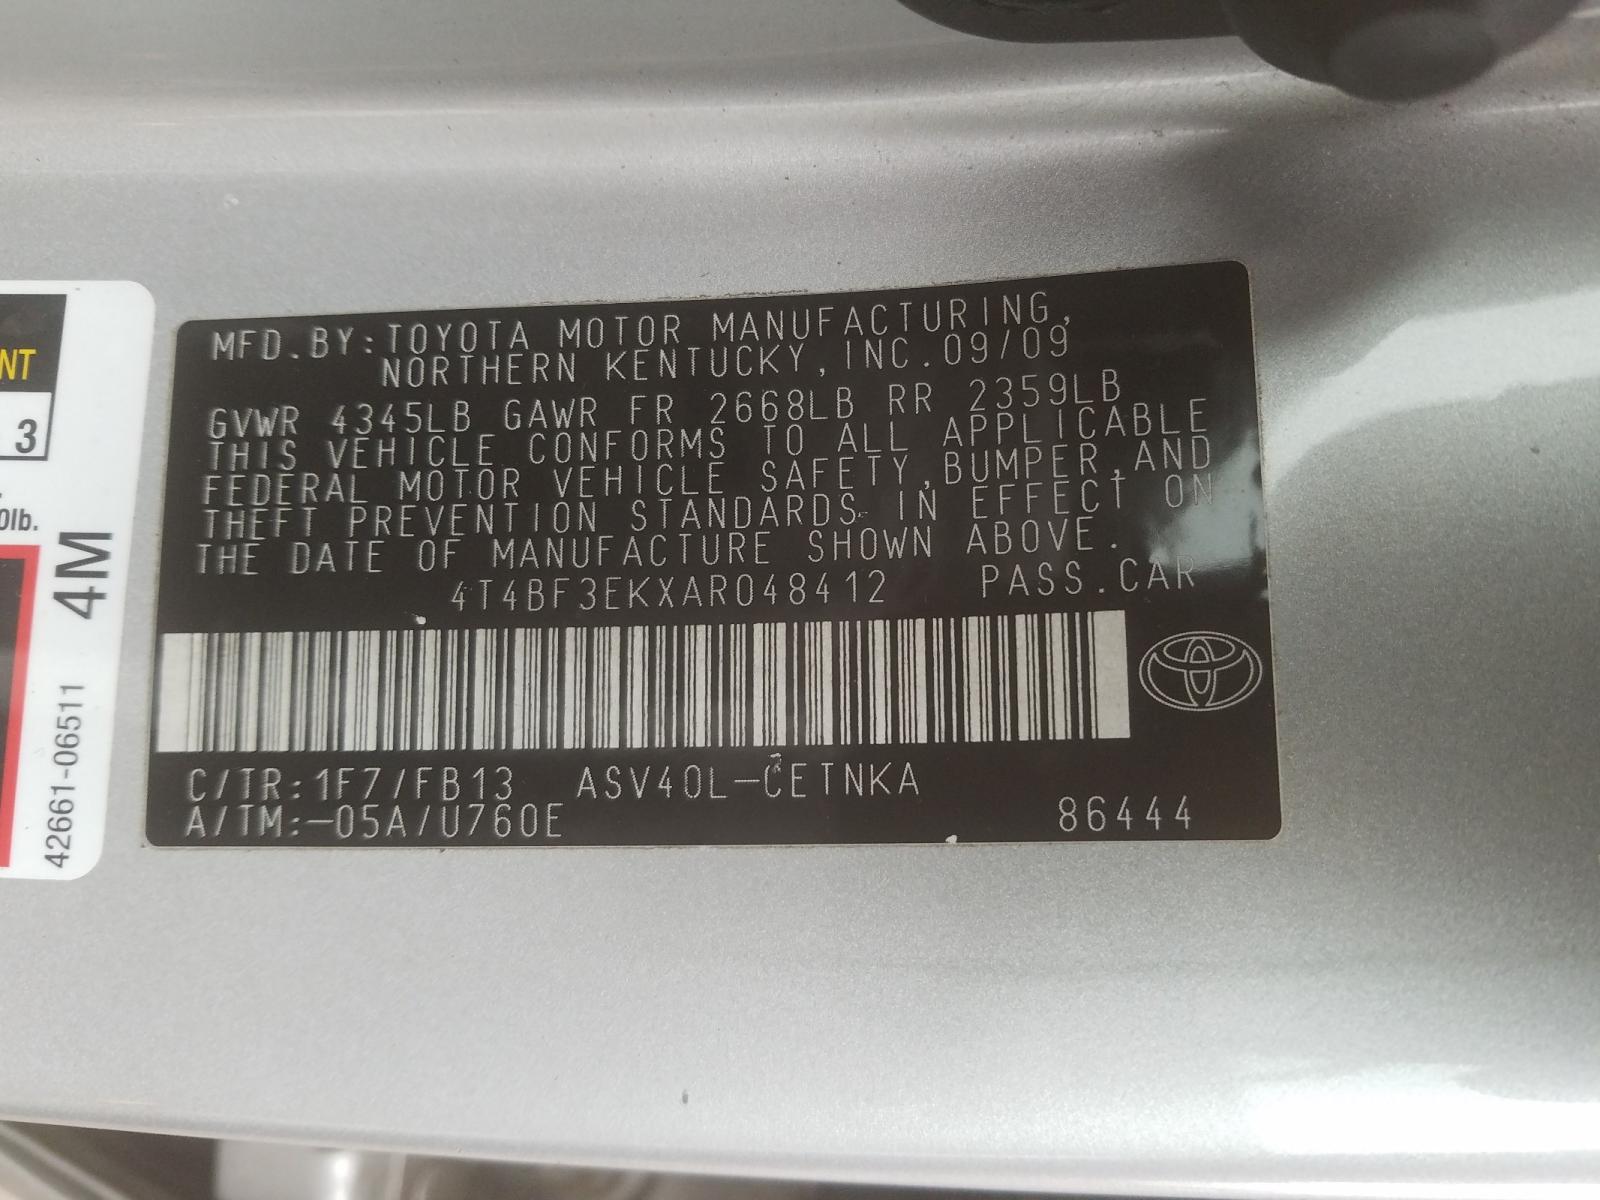 MFD.BY:TOYOTA MOTOR MANUFACTURING,
NORTHERN KENTUCKY,INC.09/09
GVWR 4345LB GAWR FR 2668LB RR 2359LB
THIS VEHICLE CONFORMS TO ALL APPLICABLE
FEDERAL MOTOR VEHICLE SAFETY,BUMPER,AND
THEFT PREVENTION STANDARDS IN EFFECT ON
THE DATE OF MANUFACTURE SHOWN ABOVE.
4T4BF3EKXAR048412 PASS.CAR
C/TR:1F7/FB13 ASV40L-CETNKA
A/TM:-05A/U760E 86444
NT
3
0lb.
4M
42661-06511